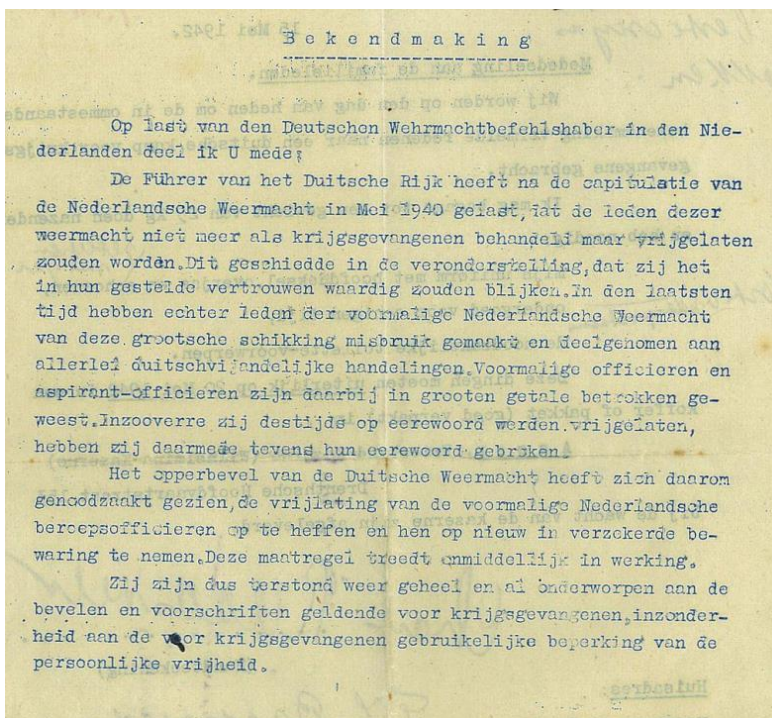 Bekendmaking
Op last van den Deutschen Wehrmachtbefehlshaber in den Nie-
derlanden deel ik U mede;
De Führer van het Duitsche Rijk heeft na de capitulatie van
de Nederlandsche Weermacht in Mei 1940 gelast,dat de leden dezer
weermacht niet meer als krijgsgevangenen behandeld maar vrijgelaten
zouden worden.Dit geschiedde in de veronderstelling,dat zij het
in hun gestelde vertrouwen waardig zouden blijken.In den laatsten
tijd hebben echter leden der voormalige Nederlandsche Weermacht
van deze grootsche schikking misbruik gemaakt en deelgenomen aan
allerlei duitschvijandelijke handelingen.Voormalige officieren en
aspirant-officieren zijn daarbij in grooten getale betrokken ge-
weest.Inzooverre zij destijds op eerewoord werden vrijgelaten,
hebben zij daarmede tevens hun eerewoord gebroken.
Het opperbevel van de Duitsche Weermacht heeft zich daarom
genoodzaakt gezien,de vrijlating van de voormalige Nederlandsche
beroepsofficieren op te heffen en hen op nieuw in verzekerde be-
waring te nemen.Deze maatregel treedt onmiddellijk in werking.
Zij zijn dus terstond weer geheel en al onderworpen aan de
bevelen en voorschriften geldende voor krijgsgevangenen,inzonder-
heid aan de voor krijgsgevangenen gebruikelijke beperking van de
persoonlijke vrijheid.
15 Mei 1942.
Mededeeling aan de familieleden.
Huisadres: